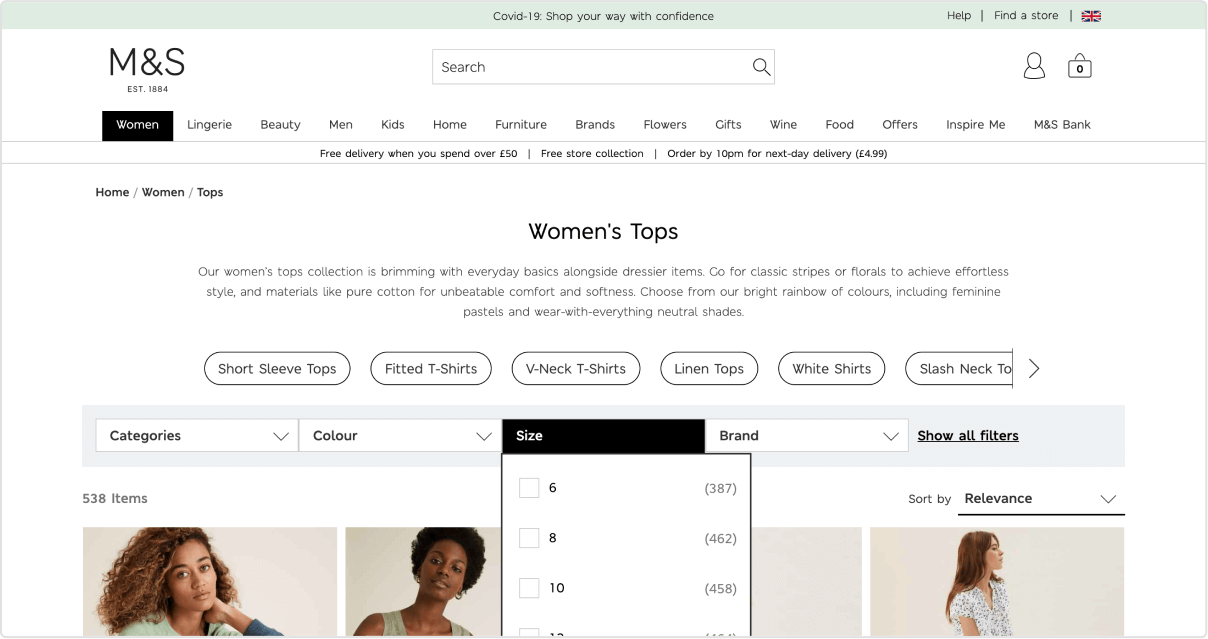 Covid-19: Shop your way with confidence
Help | Find a store |
M&S
EST. 1884
Search
0
Women Lingerie Beauty Men Kids Home Furniture Brands Flowers Gifts Wine Food Offers Inspire Me M&S Bank
Free delivery when you spend over £50 | Free store collection | Order by 10pm for next-day delivery (£4.99)
Home / Women / Tops
Women's Tops
Our women's tops collection is brimming with everyday basics alongside dressier items. Go for classic stripes or florals to achieve effortless
style, and materials like pure cotton for unbeatable comfort and softness. Choose from our bright rainbow of colours, including feminine
pastels and wear-with-everything neutral shades.
Short Sleeve Tops Fitted T-Shirts V-Neck T-Shirts Linen Tops White Shirts Slash Neck To
Categories Colour Size Brand Show all filters
538 Items
Sort by Relevance
6 (387)
8 (462)
10 (458)